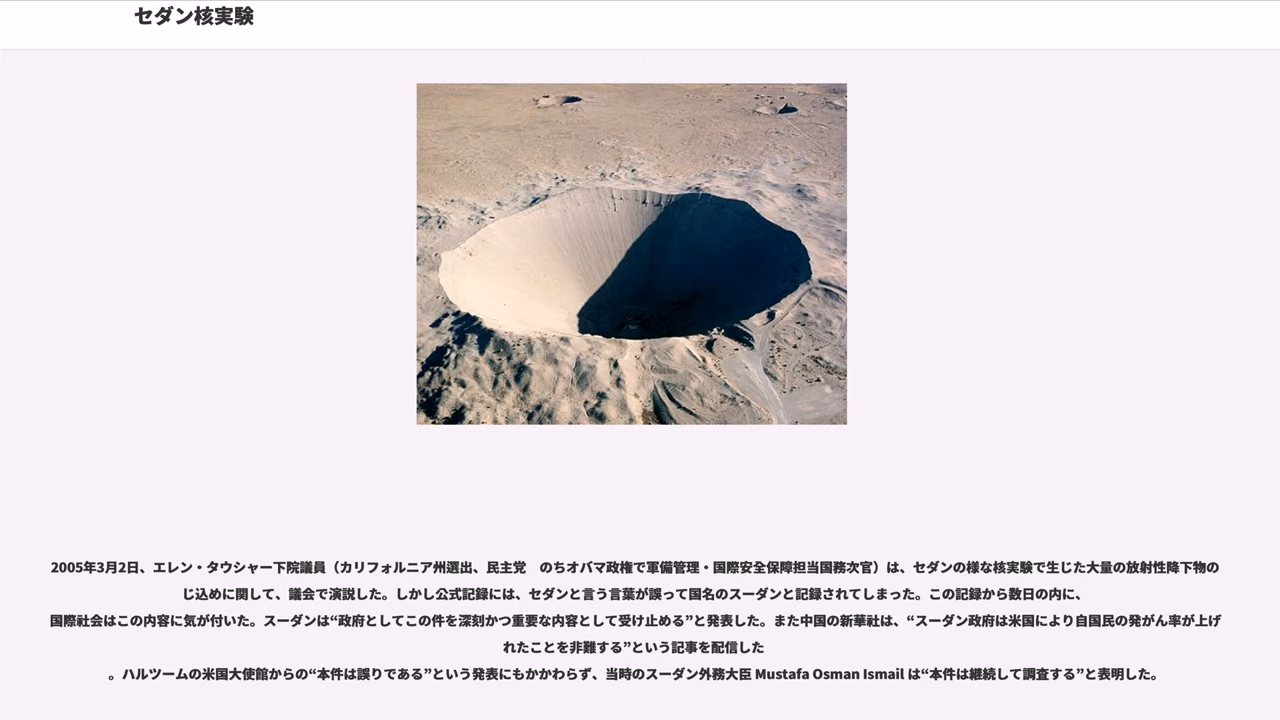 セダン核実験
2005年3月2日、エレン・タウシャー下院議員（カリフォルニア州選出、民主党　のちオバマ政権で軍備管理・国際安全保障担当国務次官）は、セダンの様な核実験で生じた大量の放射性降下物の
じ込めに関して、議会で演説した。しかし公式記録には、セダンと言う言葉が誤って国名のスーダンと記録されてしまった。この記録から数日の内に、
国際社会はこの内容に気が付いた。スーダンは“政府としてこの件を深刻かつ重要な内容として受け止める”と発表した。また中国の新華社は、“スーダン政府は米国により自国民の発がん率が上げ
れたことを非難する”という記事を配信した
。ハルツームの米国大使館からの“本件は誤りである”という発表にもかかわらず、当時のスーダン外務大臣 Mustafa Osman Ismail は“本件は継続して調査する”と表明した。